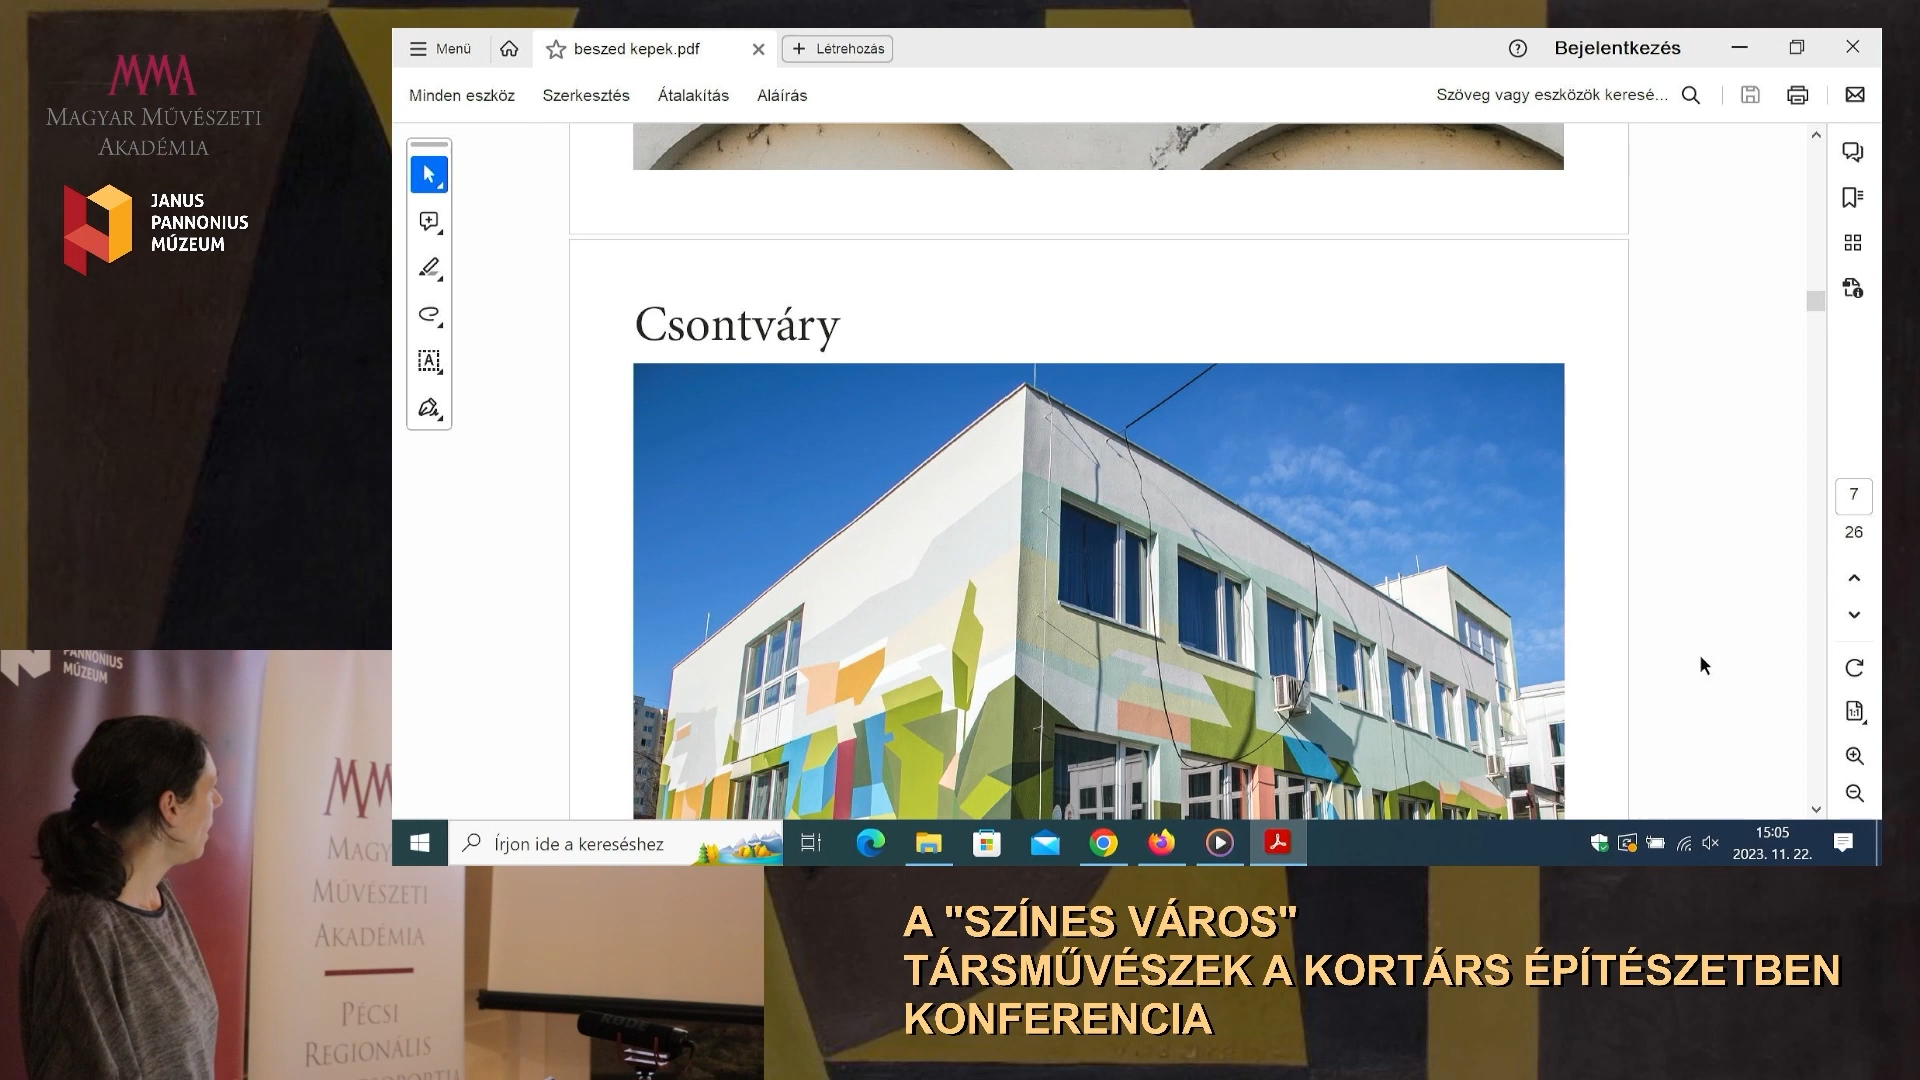 MMA
MAGYAR MŰVÉSZETI
AKADÉMIA
JANUS
PANNONIUS
MÚZEUM
Menü
beszed kepek.pdf
Létrehozás
Bejelentkezés
Minden eszköz
Szerkesztés
Átalakítás
Aláírás
Szöveg vagy eszközök keresé...
Csontváry
7
26
Írjon ide a kereséshez
15:05
2023. 11. 22.
PANNONIUS
MÚZEUM
MŰVÉSZETI
AKADÉMIA
PÉCSI
REGIONÁLIS
RODE
A "SZÍNES VÁROS"
TÁRSMŰVÉSZEK A KORTÁRS ÉPÍTÉSZETBEN
KONFERENCIA